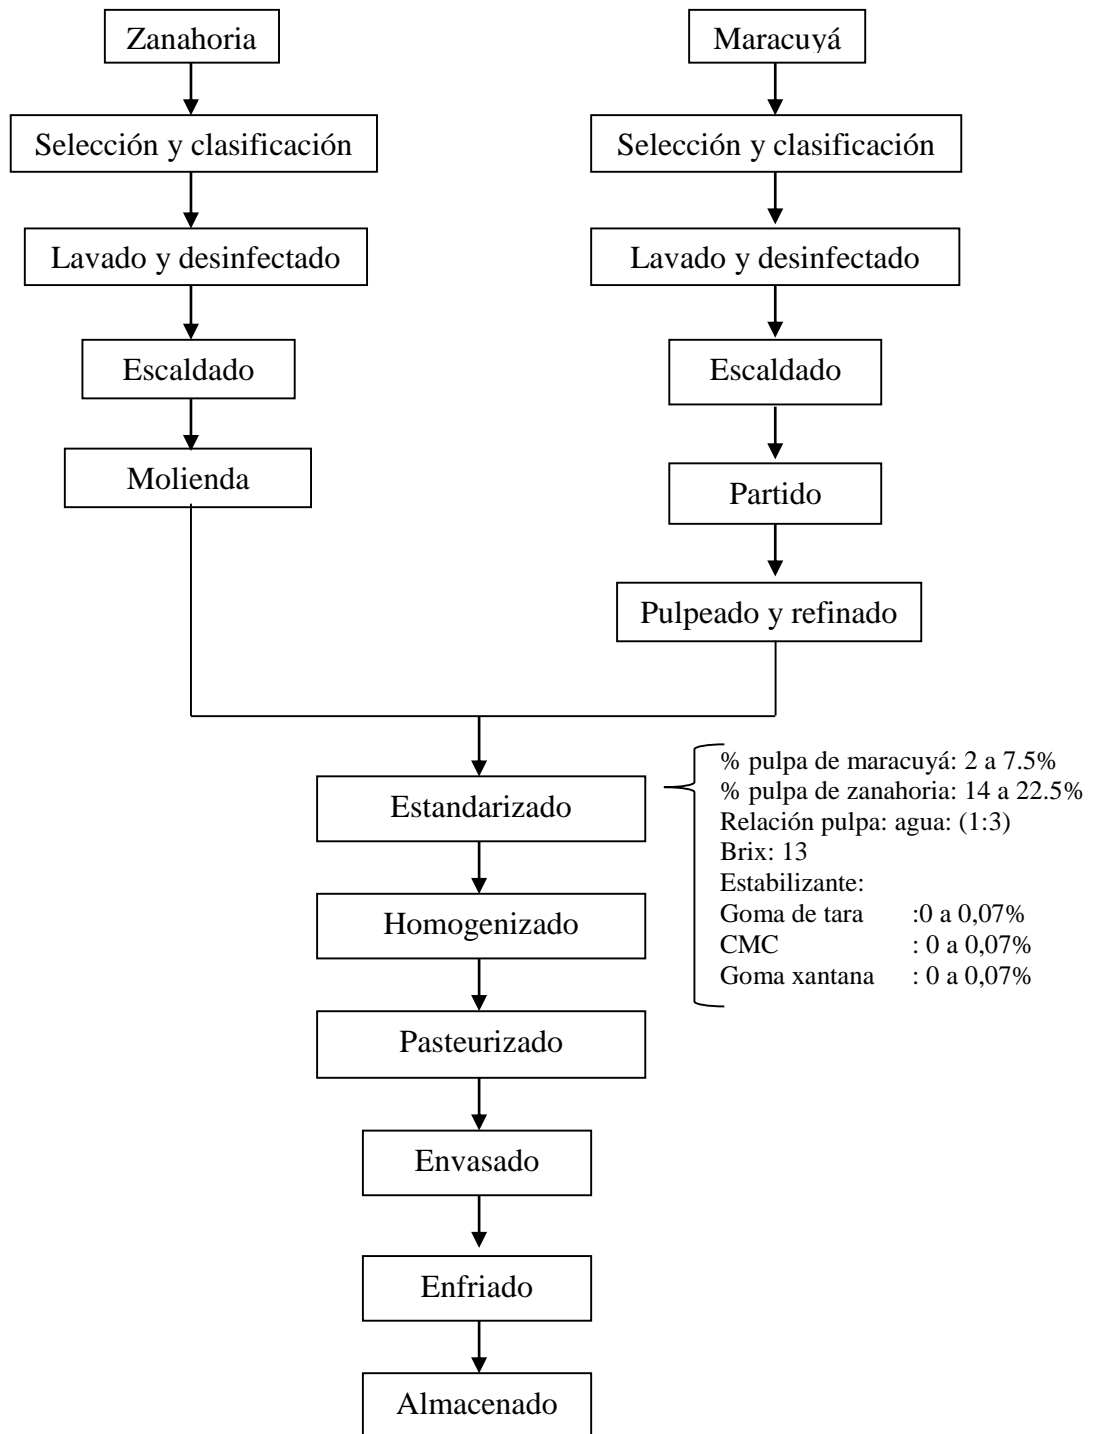 Zanahoria
Maracuyá
Selección y clasificación
Selección y clasificación
Lavado y desinfectado
Lavado y desinfectado
Escaldado
Escaldado
Molienda
Partido
Pulpeado y refinado
Estandarizado
% pulpa de maracuyá: 2 a 7.5%
% pulpa de zanahoria: 14 a 22.5%
Relación pulpa: agua: (1:3)
Brix: 13
Estabilizante:
Goma de tara :0 a 0,07%
CMC : 0 a 0,07%
Goma xantana : 0 a 0,07%
Homogenizado
Pasteurizado
Envasado
Enfriado
Almacenado